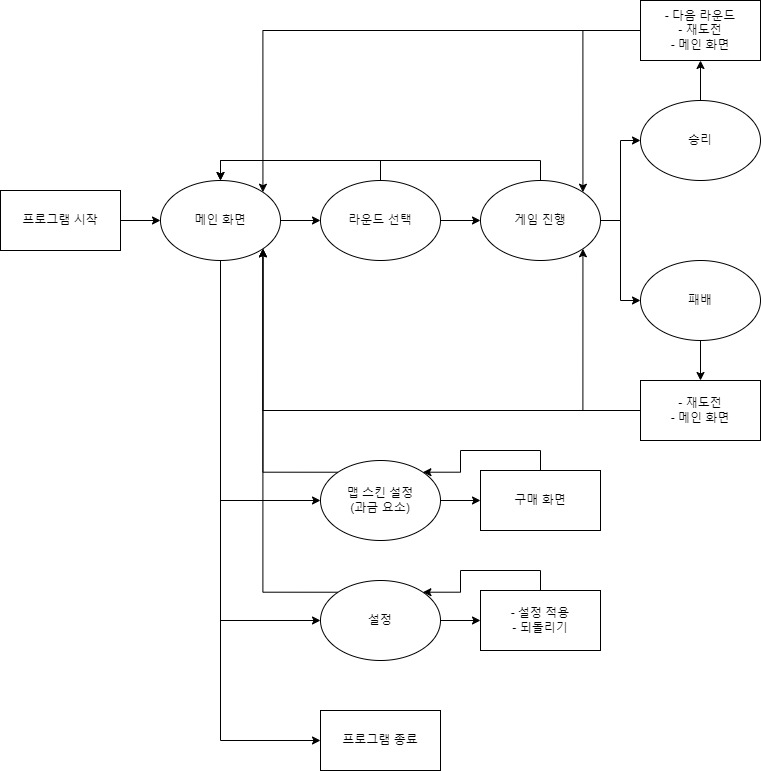 - 다음 라운드
- 재도전
- 메인 화면
승리
프로그램 시작
메인 화면
라운드 선택
게임 진행
패배
- 재도전
- 메인 화면
맵 스킨 설정
(과금 요소)
구매 화면
설정
- 설정 적용
- 되돌리기
프로그램 종료